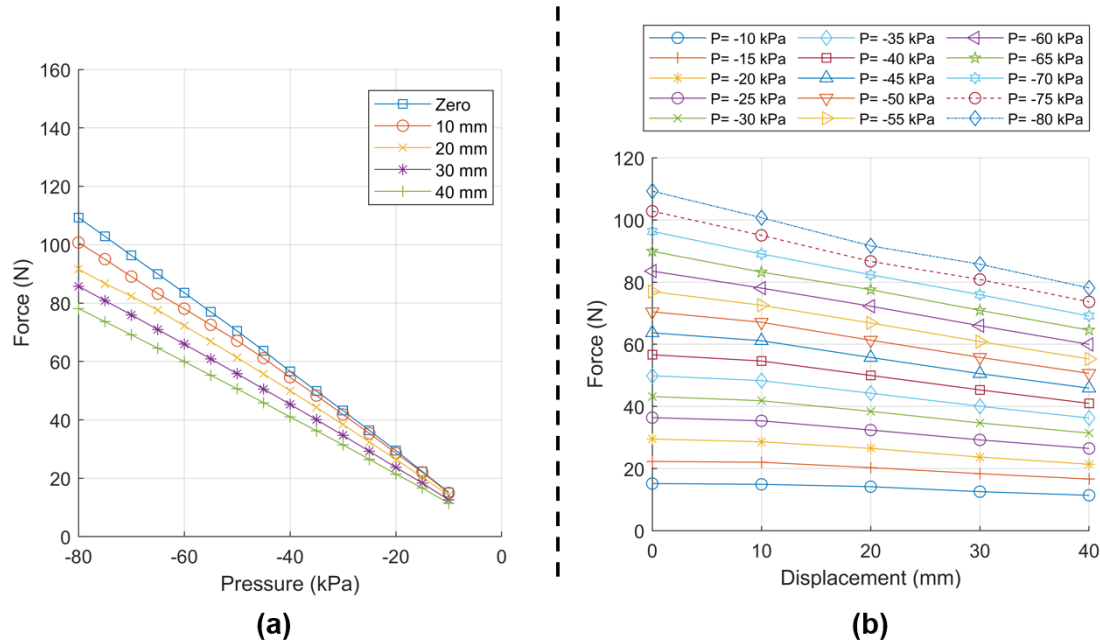 160
140
120
100
80
60
40
20
0
Force (N)
-80 -60 -40 -20 0
Pressure (kPa)
Zero
10 mm
20 mm
30 mm
40 mm
(a)
P= -10 kPa P= -35 kPa P= -60 kPa
P= -15 kPa P= -40 kPa P= -65 kPa
P= -20 kPa P= -45 kPa P= -70 kPa
P= -25 kPa P= -50 kPa P= -75 kPa
P= -30 kPa P= -55 kPa P= -80 kPa
120
100
80
60
40
20
0
Force (N)
0 10 20 30 40
Displacement (mm)
(b)